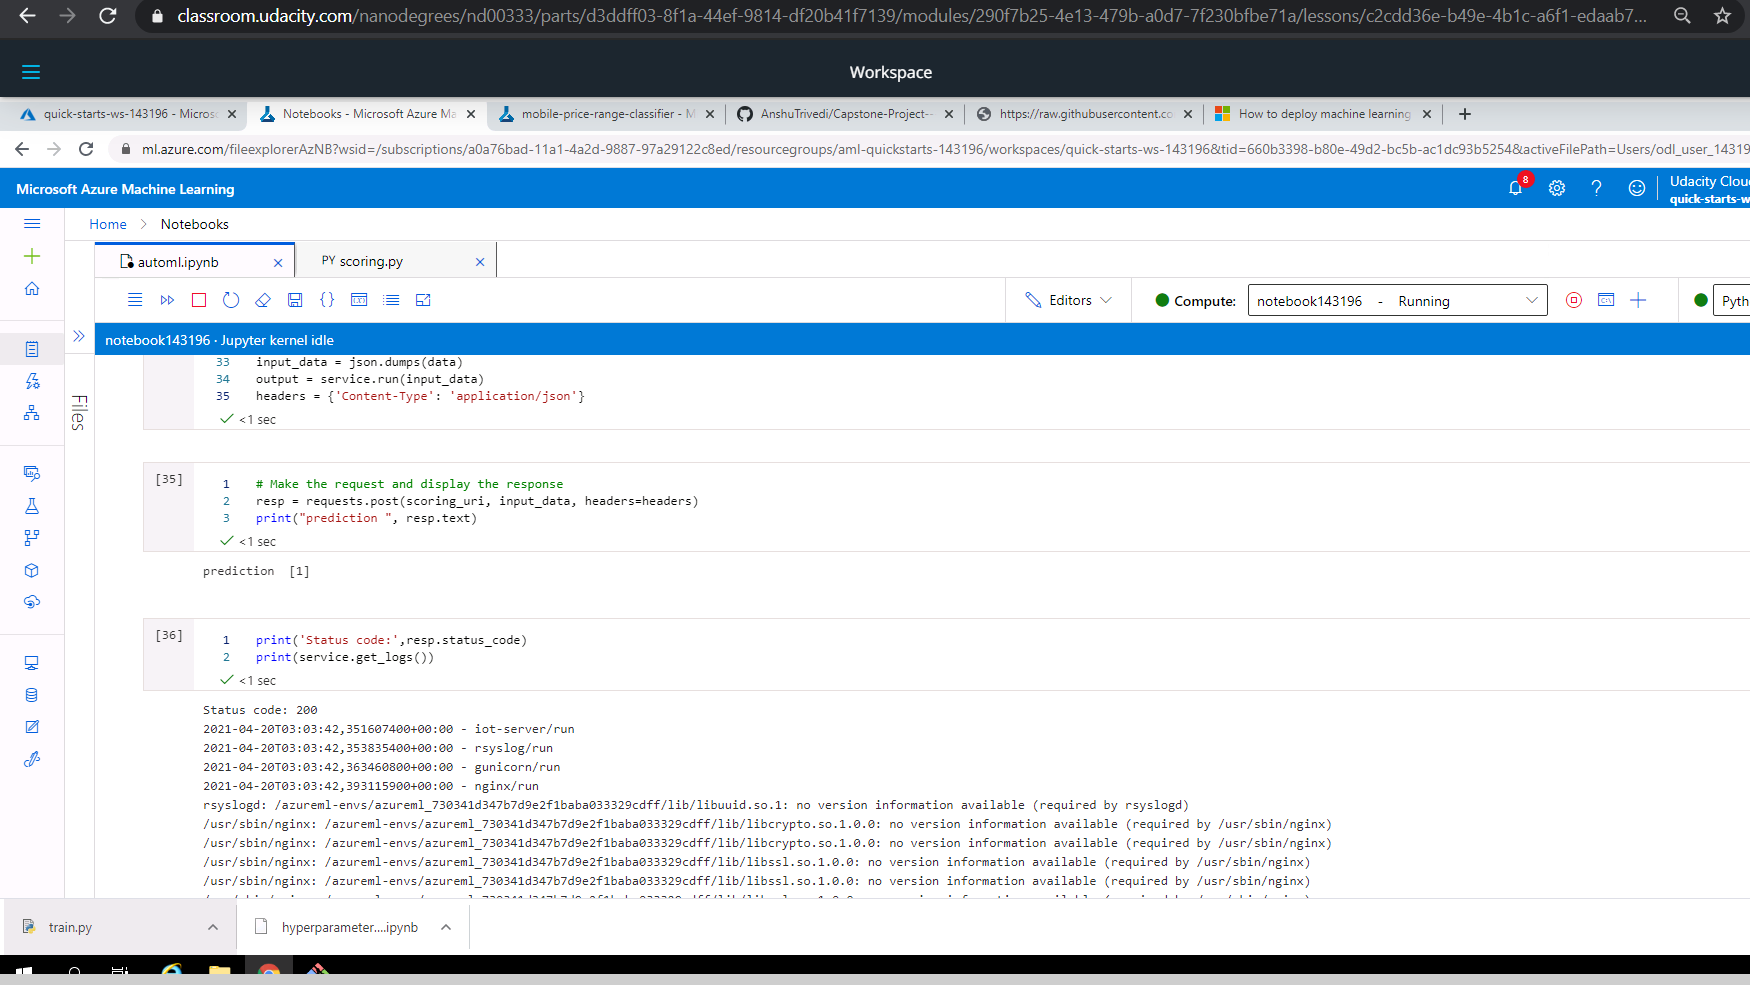 classroom.udacity.com/nanodegrees/nd00333/parts/d3ddff03-8f1a-44ef-9814-df20b41f7139/modules/290f7b25-4e13-479b-a0d7-7f230bfbe71a/lessons/c2cdd36e-b49e-4b1c-a6f1-edaab7...
Workspace
quick-starts-ws-143196 - Micros
Notebooks - Microsoft Azure Ma
mobile-price-range-classifier - M
AnshuTrivedi/Capstone-Project-
https://raw.githubusercontent.co
How to deploy machine learning
ml.azure.com/fileexplorerAzNB?wsid=/subscriptions/a0a76bad-11a1-4a2d-9887-97a29122c8ed/resourcegroups/aml-quickstarts-143196/workspaces/quick-starts-ws-143196&tid=660b3398-b80e-49d2-bc5b-ac1dc93b5254&activeFilePath=Users/odl_user_14319
Microsoft Azure Machine Learning
8
Udacity Clou
quick-starts-w
Home > Notebooks
automl.ipynb
PY scoring.py
Editors
Compute:
notebook143196 - Running
Pyth
notebook143196 · Jupyter kernel idle
Files
33 input_data = json.dumps(data)
34 output = service.run(input_data)
35 headers = {'Content-Type': 'application/json'}
<1 sec
[35]
1 # Make the request and display the response
2 resp = requests.post(scoring_uri, input_data, headers=headers)
3 print("prediction ", resp.text)
<1 sec
prediction  [1]
[36]
1 print('Status code:',resp.status_code)
2 print(service.get_logs())
<1 sec
Status code: 200
2021-04-20T03:03:42,351607400+00:00 - iot-server/run
2021-04-20T03:03:42,353835400+00:00 - rsyslog/run
2021-04-20T03:03:42,363460800+00:00 - gunicorn/run
2021-04-20T03:03:42,393115900+00:00 - nginx/run
rsyslogd: /azureml-envs/azureml_730341d347b7d9e2f1baba033329cdff/lib/libuuid.so.1: no version information available (required by rsyslogd)
/usr/sbin/nginx: /azureml-envs/azureml_730341d347b7d9e2f1baba033329cdff/lib/libcrypto.so.1.0.0: no version information available (required by /usr/sbin/nginx)
/usr/sbin/nginx: /azureml-envs/azureml_730341d347b7d9e2f1baba033329cdff/lib/libcrypto.so.1.0.0: no version information available (required by /usr/sbin/nginx)
/usr/sbin/nginx: /azureml-envs/azureml_730341d347b7d9e2f1baba033329cdff/lib/libssl.so.1.0.0: no version information available (required by /usr/sbin/nginx)
/usr/sbin/nginx: /azureml-envs/azureml_730341d347b7d9e2f1baba033329cdff/lib/libssl.so.1.0.0: no version information available (required by /usr/sbin/nginx)
train.py
hyperparameter....ipynb